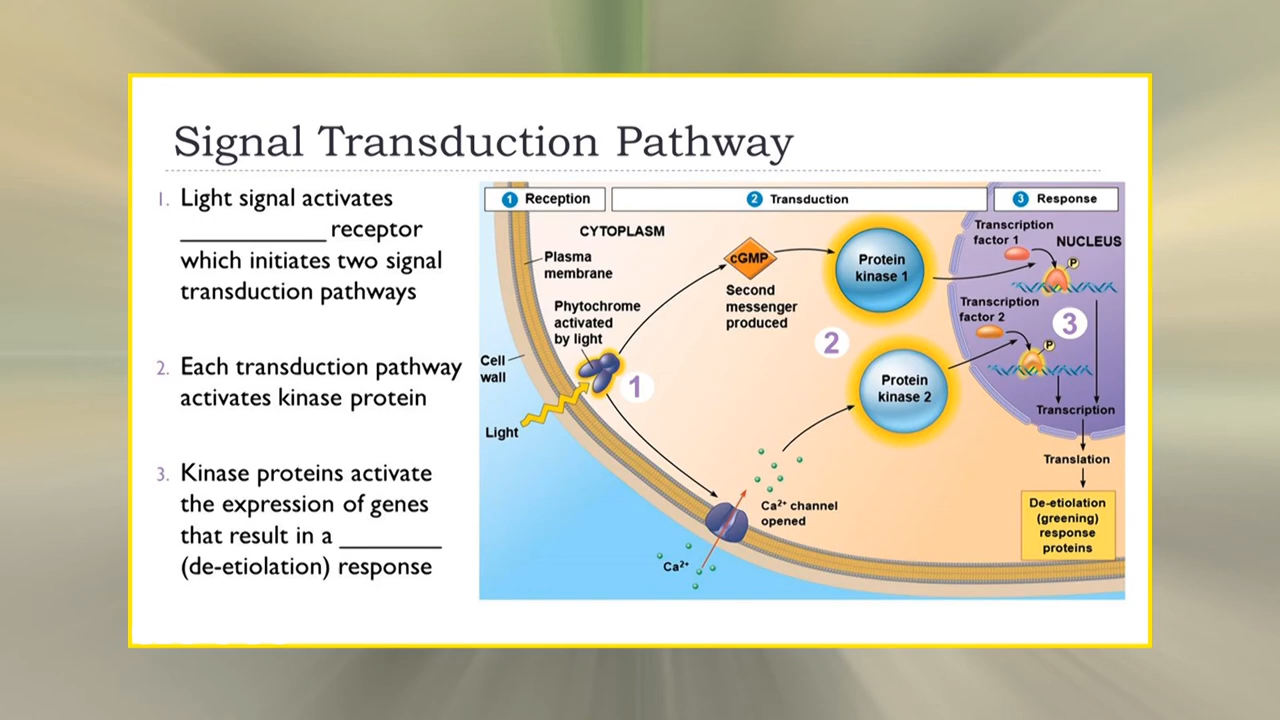 Signal Transduction Pathway
1. Light signal activates
___________ receptor
which initiates two signal
transduction pathways
2. Each transduction pathway
activates kinase protein
3. Kinase proteins activate
the expression of genes
that result in a ________
(de-etiolation) response
1 Reception
2 Transduction
3 Response
CYTOPLASM
Plasma
membrane
Phytochrome
activated
by light
Cell
wall
Light
1
cGMP
Second
messenger
produced
2
Protein
kinase 1
Protein
kinase 2
Ca²⁺ channel
opened
Ca²⁺
Transcription
factor 1
NUCLEUS
P
Transcription
factor 2
3
P
Transcription
Translation
De-etiolation
(greening)
response
proteins